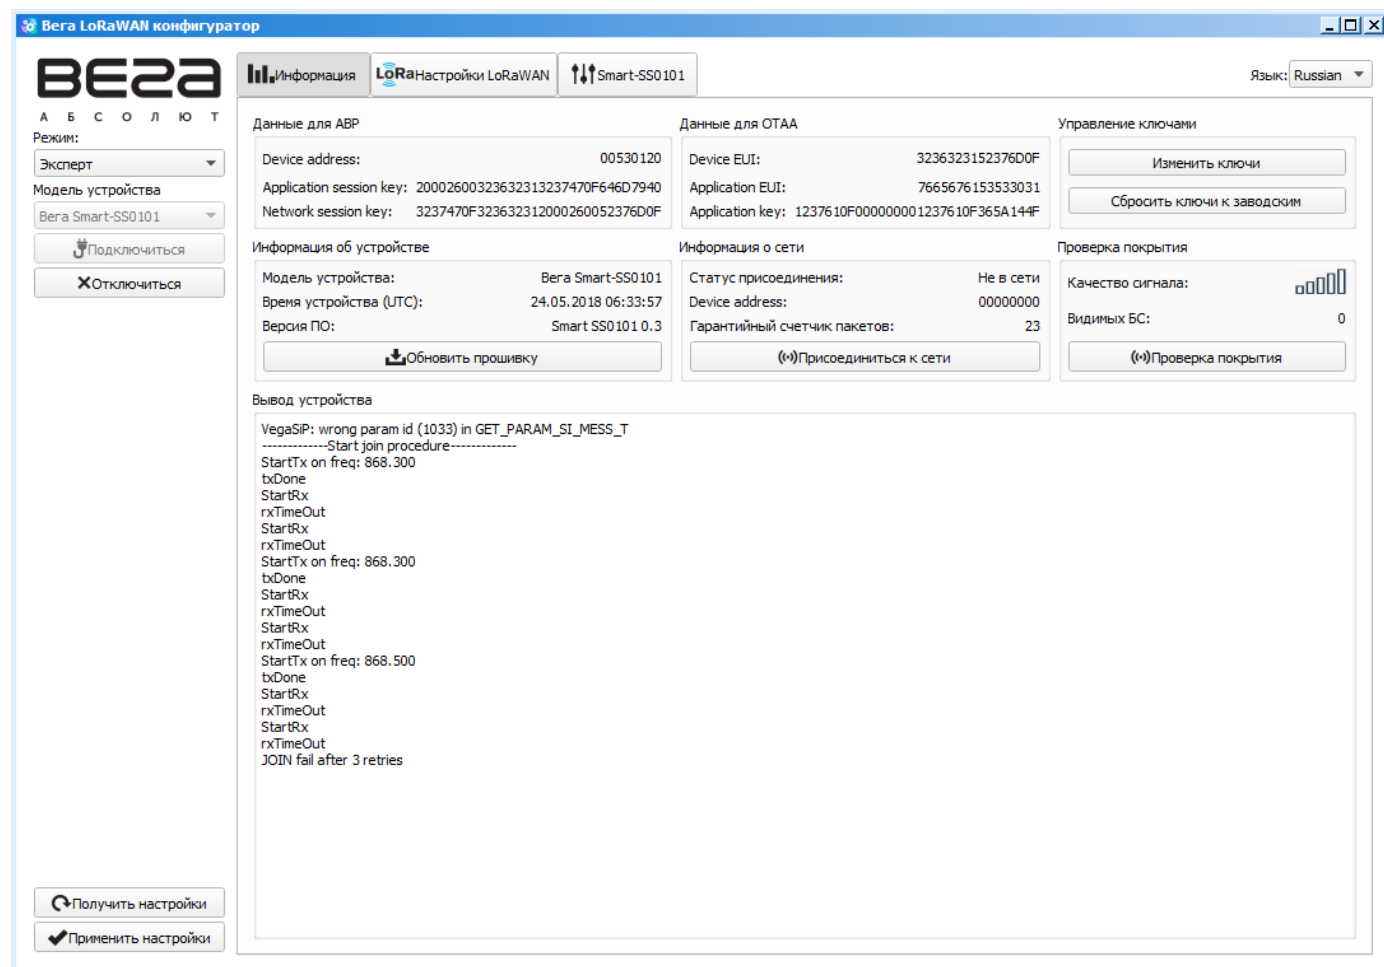 Вега LoRaWAN конфигуратор
ВЕГА
АБСОЛЮТ
Режим:
Эксперт
Модель устройства
Вега Smart-SS0101
Подключиться
Отключиться
Информация
LoRa Настройки LoRaWAN
Smart-SS0101
Язык: Russian
Данные для ABP
Device address: 00530120
Application session key: 20002600323632313237470F646D7940
Network session key: 3237470F323632312000260052376D0F
Данные для OTAA
Device EUI: 3236323152376D0F
Application EUI: 7665676153533031
Application key: 1237610F000000001237610F365A144F
Управление ключами
Изменить ключи
Сбросить ключи к заводским
Информация об устройстве
Модель устройства: Вега Smart-SS0101
Время устройства (UTC): 24.05.2018 06:33:57
Версия ПО: Smart SS0101 0.3
Обновить прошивку
Информация о сети
Статус присоединения: Не в сети
Device address: 00000000
Гарантийный счетчик пакетов: 23
Присоединиться к сети
Проверка покрытия
Качество сигнала:
Видимых БС: 0
Проверка покрытия
Вывод устройства
VegaSiP: wrong param id (1033) in GET_PARAM_SI_MESS_T
-------------Start join procedure-------------
StartTx on freq: 868.300
txDone
StartRx
rxTimeOut
StartRx
rxTimeOut
StartTx on freq: 868.300
txDone
StartRx
rxTimeOut
StartRx
rxTimeOut
StartTx on freq: 868.500
txDone
StartRx
rxTimeOut
StartRx
rxTimeOut
JOIN fail after 3 retries
Получить настройки
Применить настройки